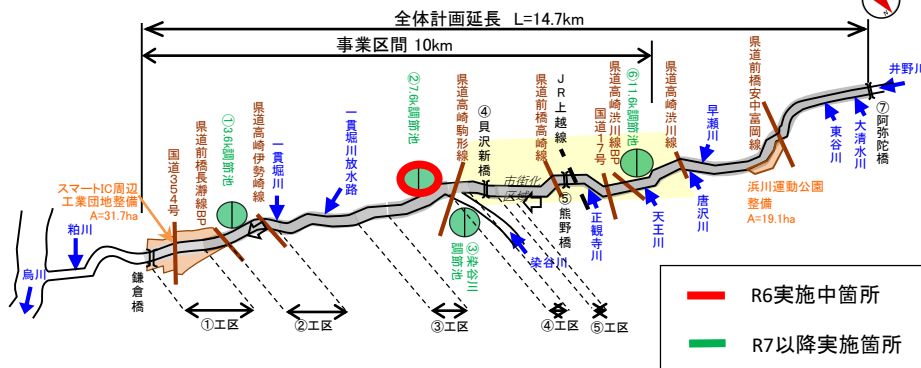 全体計画延長 L=14.7km
事業区間 10km
N
井野川
⑦阿弥陀橋
大清水川
東谷川
県道前橋安中富岡線
浜川運動公園
整備
A=19.1ha
早瀬川
唐沢川
県道高崎渋川線
天王川
⑥11.6k調節池
県道高崎渋川線BP
国道17号
正観寺川
JR上越線
⑤熊野橋
県道前橋高崎線
市街化
区域
④貝沢新橋
染谷川
県道高崎駒形線
③染谷川
調節池
②7.6k調節池
一貫堀川放水路
一貫堀川
県道高崎伊勢崎線
①3.6k調節池
県道前橋長瀞線BP
国道354号
スマートIC周辺
工業団地整備
A=31.7ha
鎌倉橋
粕川
烏川
①工区
②工区
③工区
④工区
⑤工区
R6実施中箇所
R7以降実施箇所